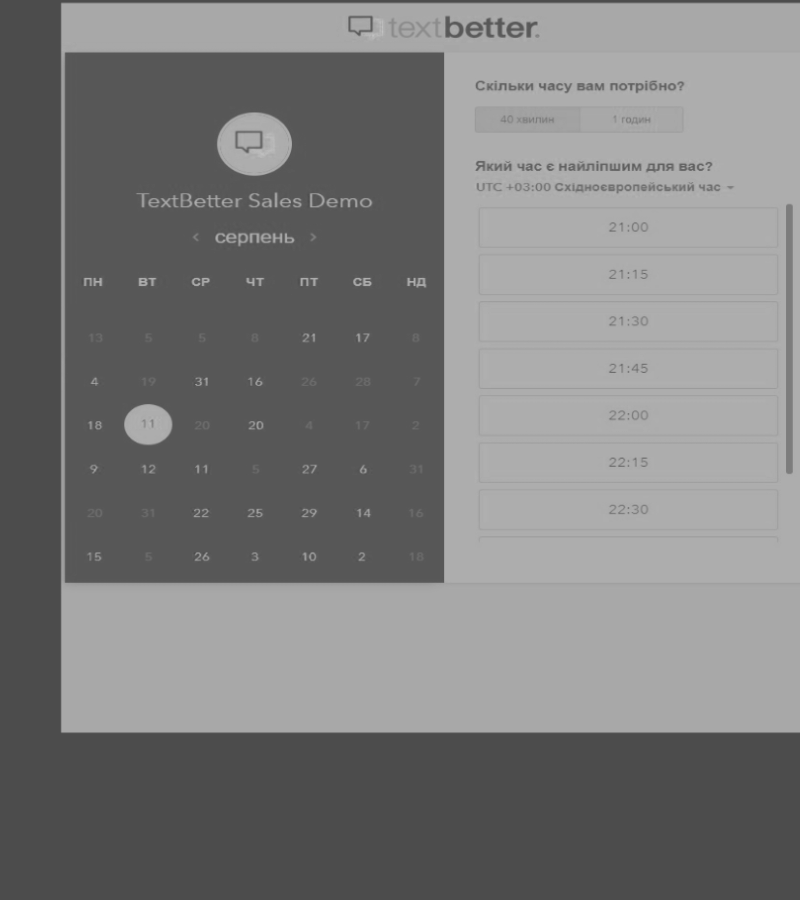 textbetter.
Скільки часу вам потрібно?
40 хвилин 1 годин
Який час є найліпшим для вас?
UTC +03:00 Східноєвропейський час
TextBetter Sales Demo
серпень
ПН ВТ СР ЧТ ПТ СБ НД
13 5 5 8 21 17 8
4 19 31 16 26 28 7
18 11 20 20 4 17 2
9 12 11 5 27 6 31
20 31 22 25 29 14 16
15 5 26 3 10 2 18
21:00
21:15
21:30
21:45
22:00
22:15
22:30